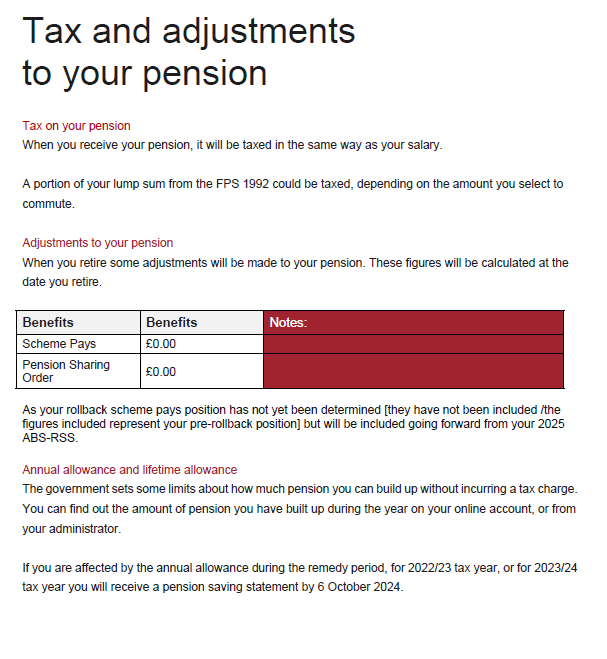 Tax and adjustments
to your pension
Tax on your pension
When you receive your pension, it will be taxed in the same way as your salary.
A portion of your lump sum from the FPS 1992 could be taxed, depending on the amount you select to
commute.
Adjustments to your pension
When you retire some adjustments will be made to your pension. These figures will be calculated at the
date you retire.
Benefits Benefits Notes:
Scheme Pays £0.00
Pension Sharing
Order £0.00
As your rollback scheme pays position has not yet been determined [they have not been included /the
figures included represent your pre-rollback position] but will be included going forward from your 2025
ABS-RSS.
Annual allowance and lifetime allowance
The government sets some limits about how much pension you can build up without incurring a tax charge.
You can find out the amount of pension you have built up during the year on your online account, or from
your administrator.
If you are affected by the annual allowance during the remedy period, for 2022/23 tax year, or for 2023/24
tax year you will receive a pension saving statement by 6 October 2024.